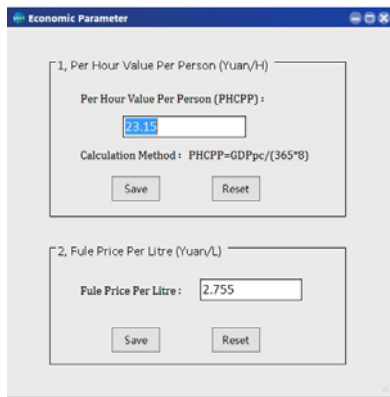 Economic Parameter
1, Per Hour Value Per Person (Yuan/H)
Per Hour Value Per Person (PHCPP) :
23.15
Calculation Method : PHCPP=GDPpc/(365*8)
Save Reset
2, Fule Price Per Litre (Yuan/L)
Fule Price Per Litre : 2.755
Save Reset